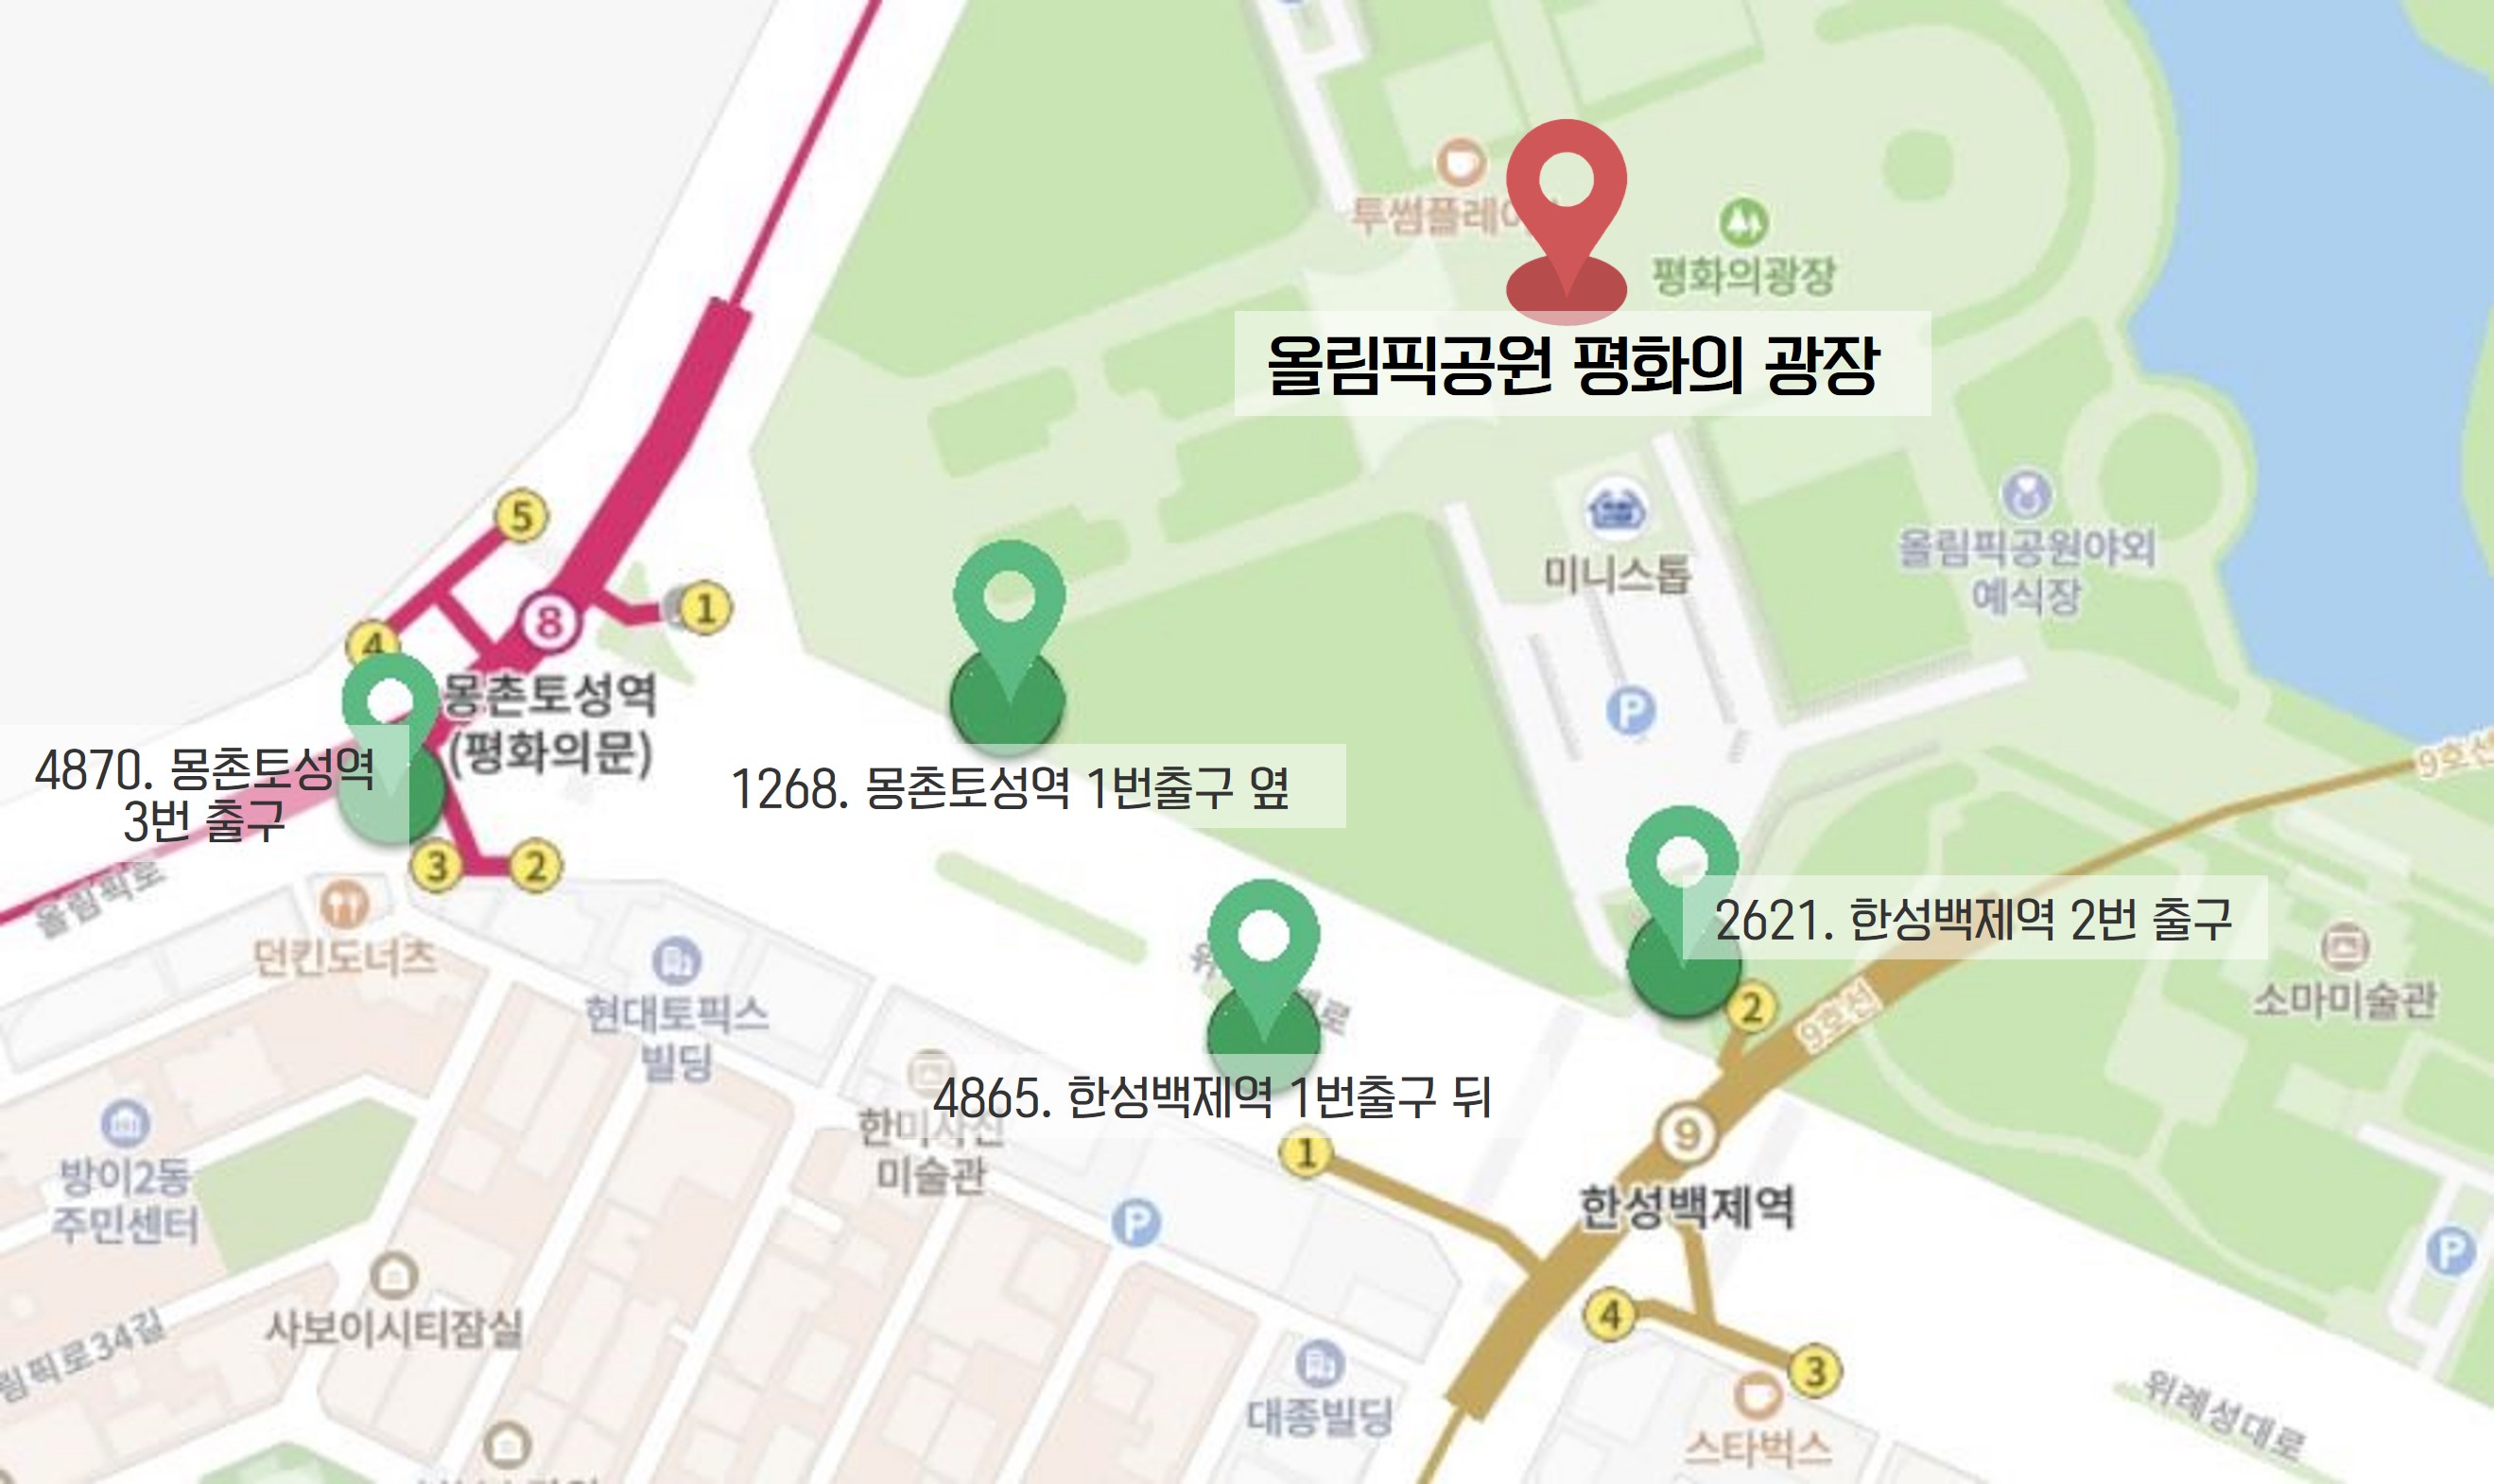 투썸플레이
평화의광장
올림픽공원 평화의 광장
5
미니스톱
올림픽공원야외
예식장
8
1
4
몽촌토성역
(평화의문)
P
9호선
4870. 몽촌토성역
3번 출구
1268. 몽촌토성역 1번출구 옆
3
2
올림픽로
던킨도너츠
2621. 한성백제역 2번 출구
소마미술관
현대토픽스
빌딩
2
9호선
4865. 한성백제역 1번출구 뒤
한미사진
미술관
1
9
방이2동
주민센터
P
한성백제역
P
사보이시티잠실
4
3
림픽로34길
대종빌딩
스타벅스
위례성대로